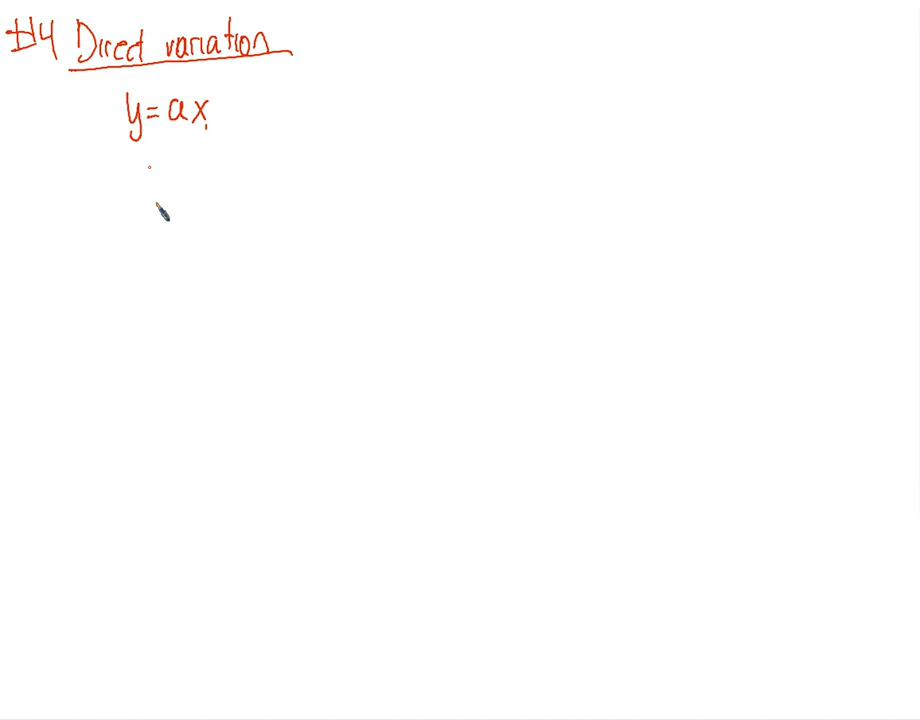 #4 Direct variation
y = ax